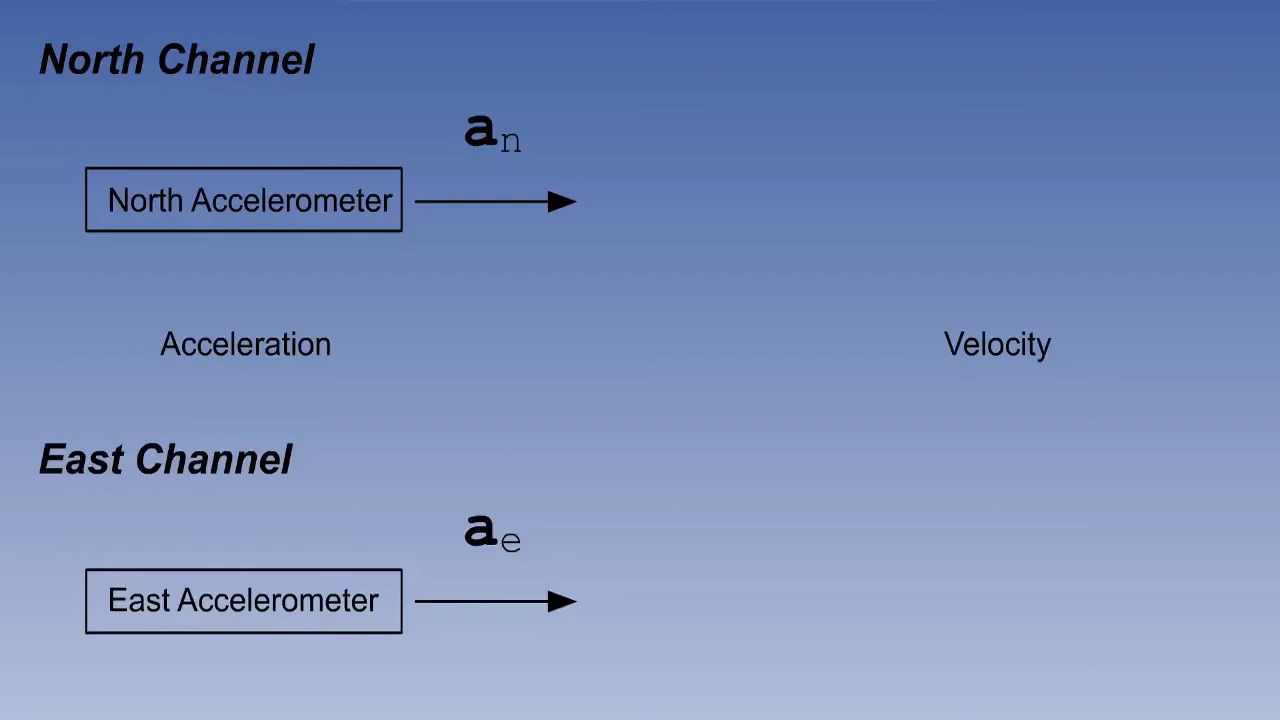 North Channel
an
North Accelerometer
Acceleration
Velocity
East Channel
ae
East Accelerometer